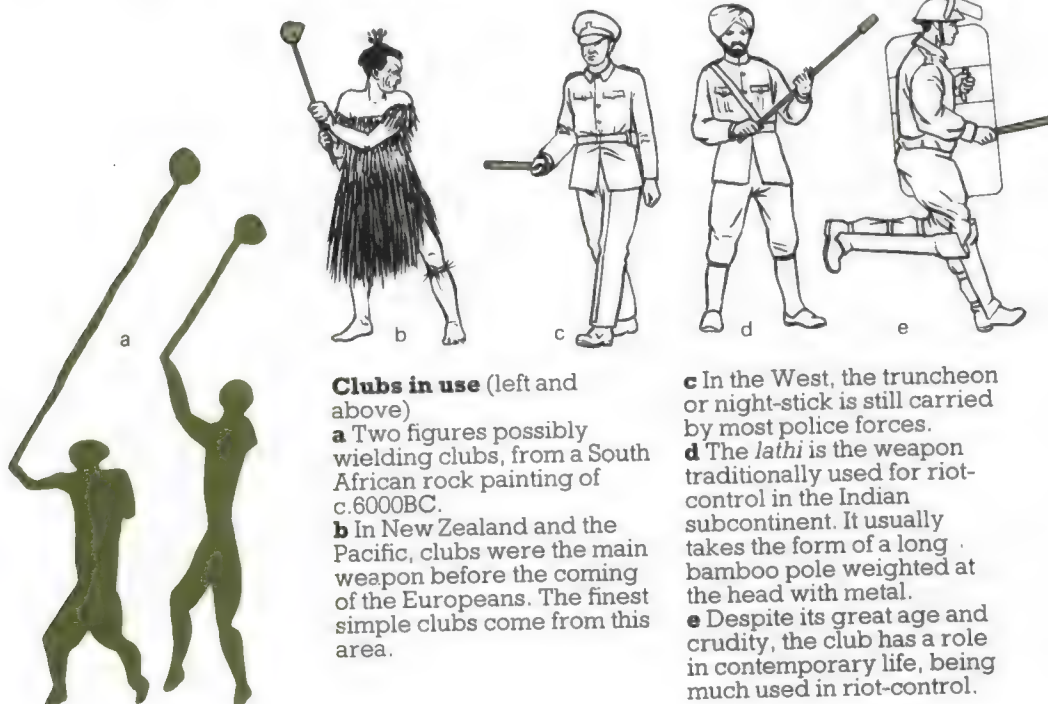 a
b
c
d
e
Clubs in use (left and
above)
a Two figures possibly
wielding clubs, from a South
African rock painting of
c.6000BC.
b In New Zealand and the
Pacific, clubs were the main
weapon before the coming
of the Europeans. The finest
simple clubs come from this
area.
c In the West, the truncheon
or night-stick is still carried
by most police forces.
d The lathi is the weapon
traditionally used for riot-
control in the Indian
subcontinent. It usually
takes the form of a long
bamboo pole weighted at
the head with metal.
e Despite its great age and
crudity, the club has a role
in contemporary life, being
much used in riot-control.